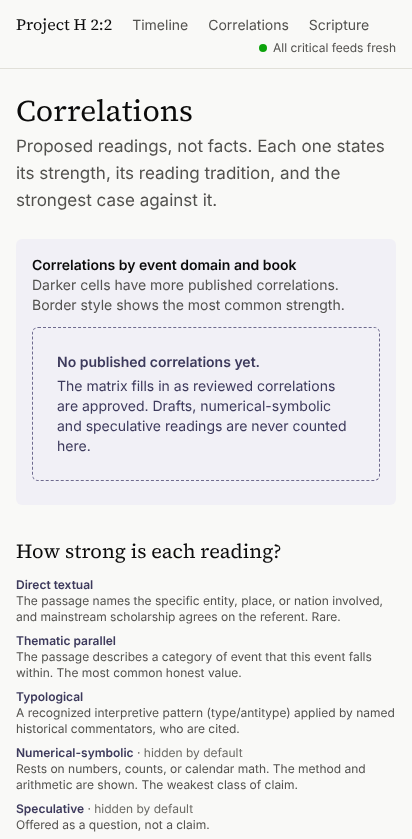 Project H 2:2 Timeline Correlations Scripture
All critical feeds fresh
Correlations
Proposed readings, not facts. Each one states
its strength, its reading tradition, and the
strongest case against it.
Correlations by event domain and book
Darker cells have more published correlations.
Border style shows the most common strength.
No published correlations yet.
The matrix fills in as reviewed correlations
are approved. Drafts, numerical-symbolic
and speculative readings are never counted
here.
How strong is each reading?
Direct textual
The passage names the specific entity, place, or nation involved,
and mainstream scholarship agrees on the referent. Rare.
Thematic parallel
The passage describes a category of event that this event falls
within. The most common honest value.
Typological
A recognized interpretive pattern (type/antitype) applied by named
historical commentators, who are cited.
Numerical-symbolic · hidden by default
Rests on numbers, counts, or calendar math. The method and
arithmetic are shown. The weakest class of claim.
Speculative · hidden by default
Offered as a question, not a claim.